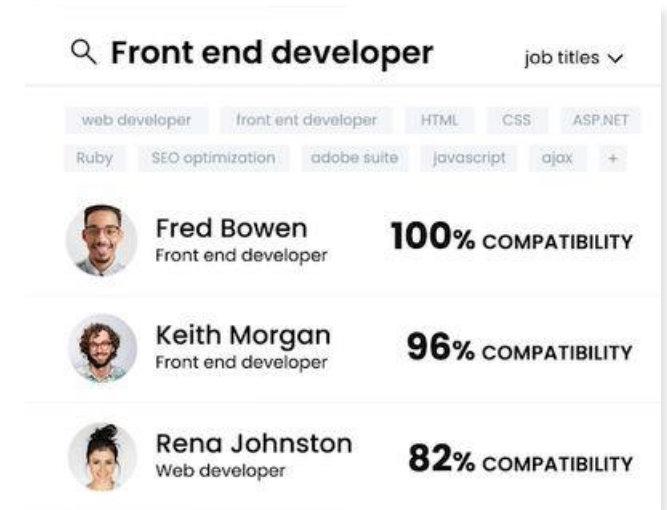 Front end developer job titles
web developer front ent developer HTML CSS ASP.NET
Ruby SEO optimization adobe suite javascript ajax +
Fred Bowen
Front end developer
100% COMPATIBILITY
Keith Morgan
Front end developer
96% COMPATIBILITY
Rena Johnston
Web developer
82% COMPATIBILITY